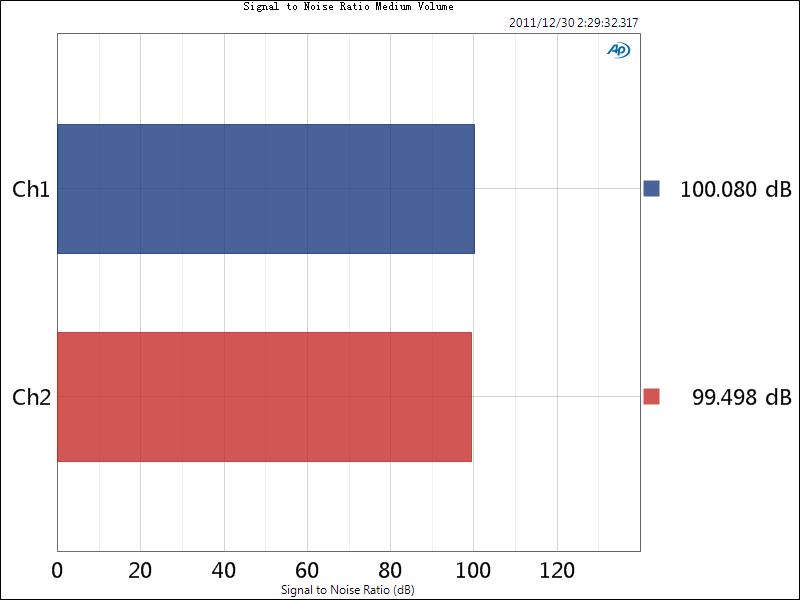 Signal to Noise Ratio Medium Volume
2011/12/30 2:29:32.317
AP
Ch1
100.080 dB
Ch2
99.498 dB
0 20 40 60 80 100 120
Signal to Noise Ratio (dB)